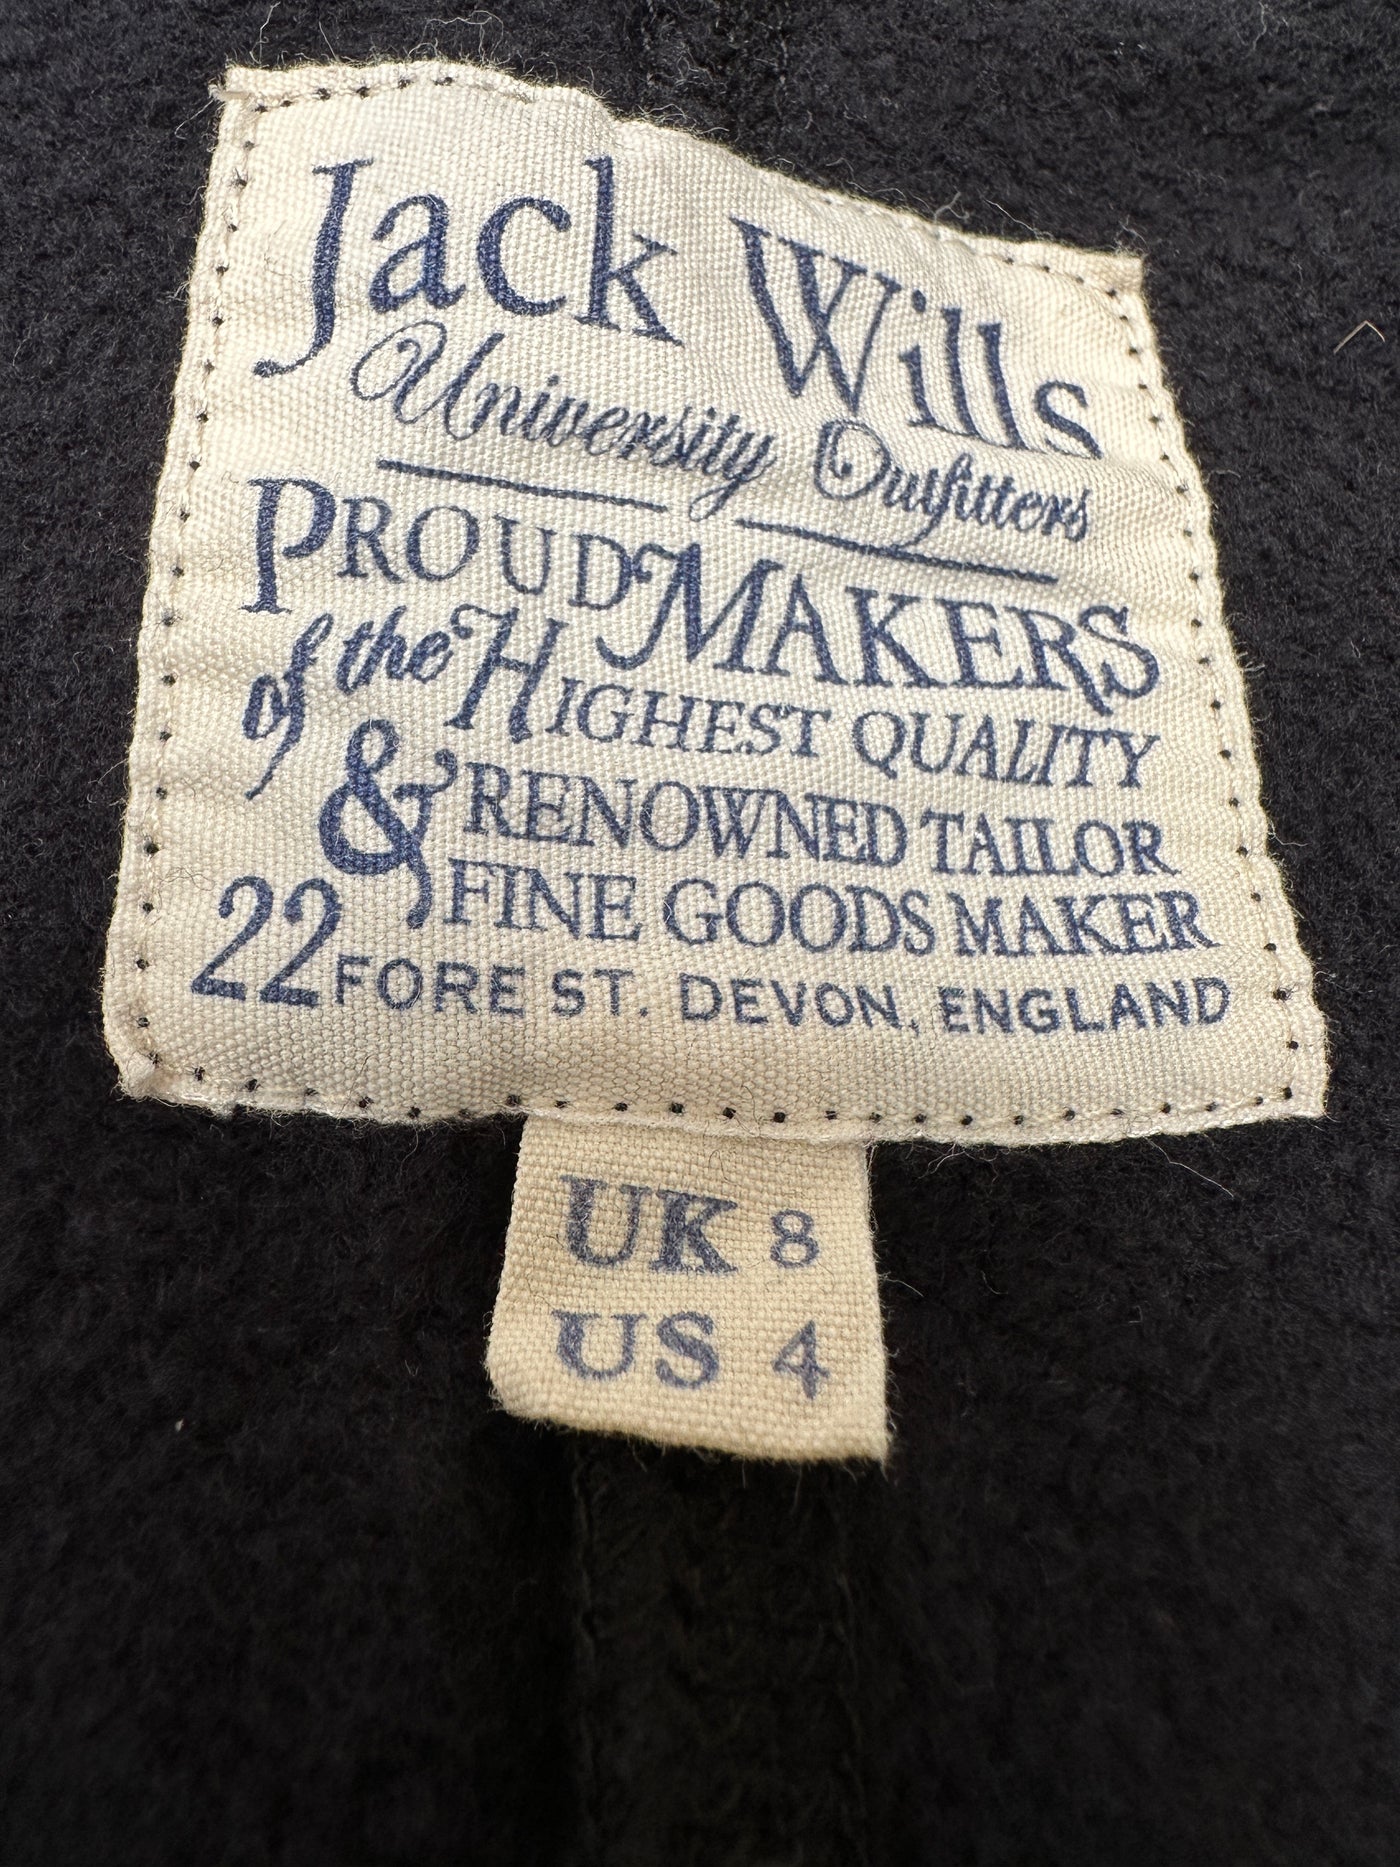 Jack Wills
University Outfitters
PROUD MAKERS
of the HIGHEST QUALITY
& RENOWNED TAILOR
FINE GOODS MAKER
22 FORE ST. DEVON, ENGLAND
UK 8
US 4